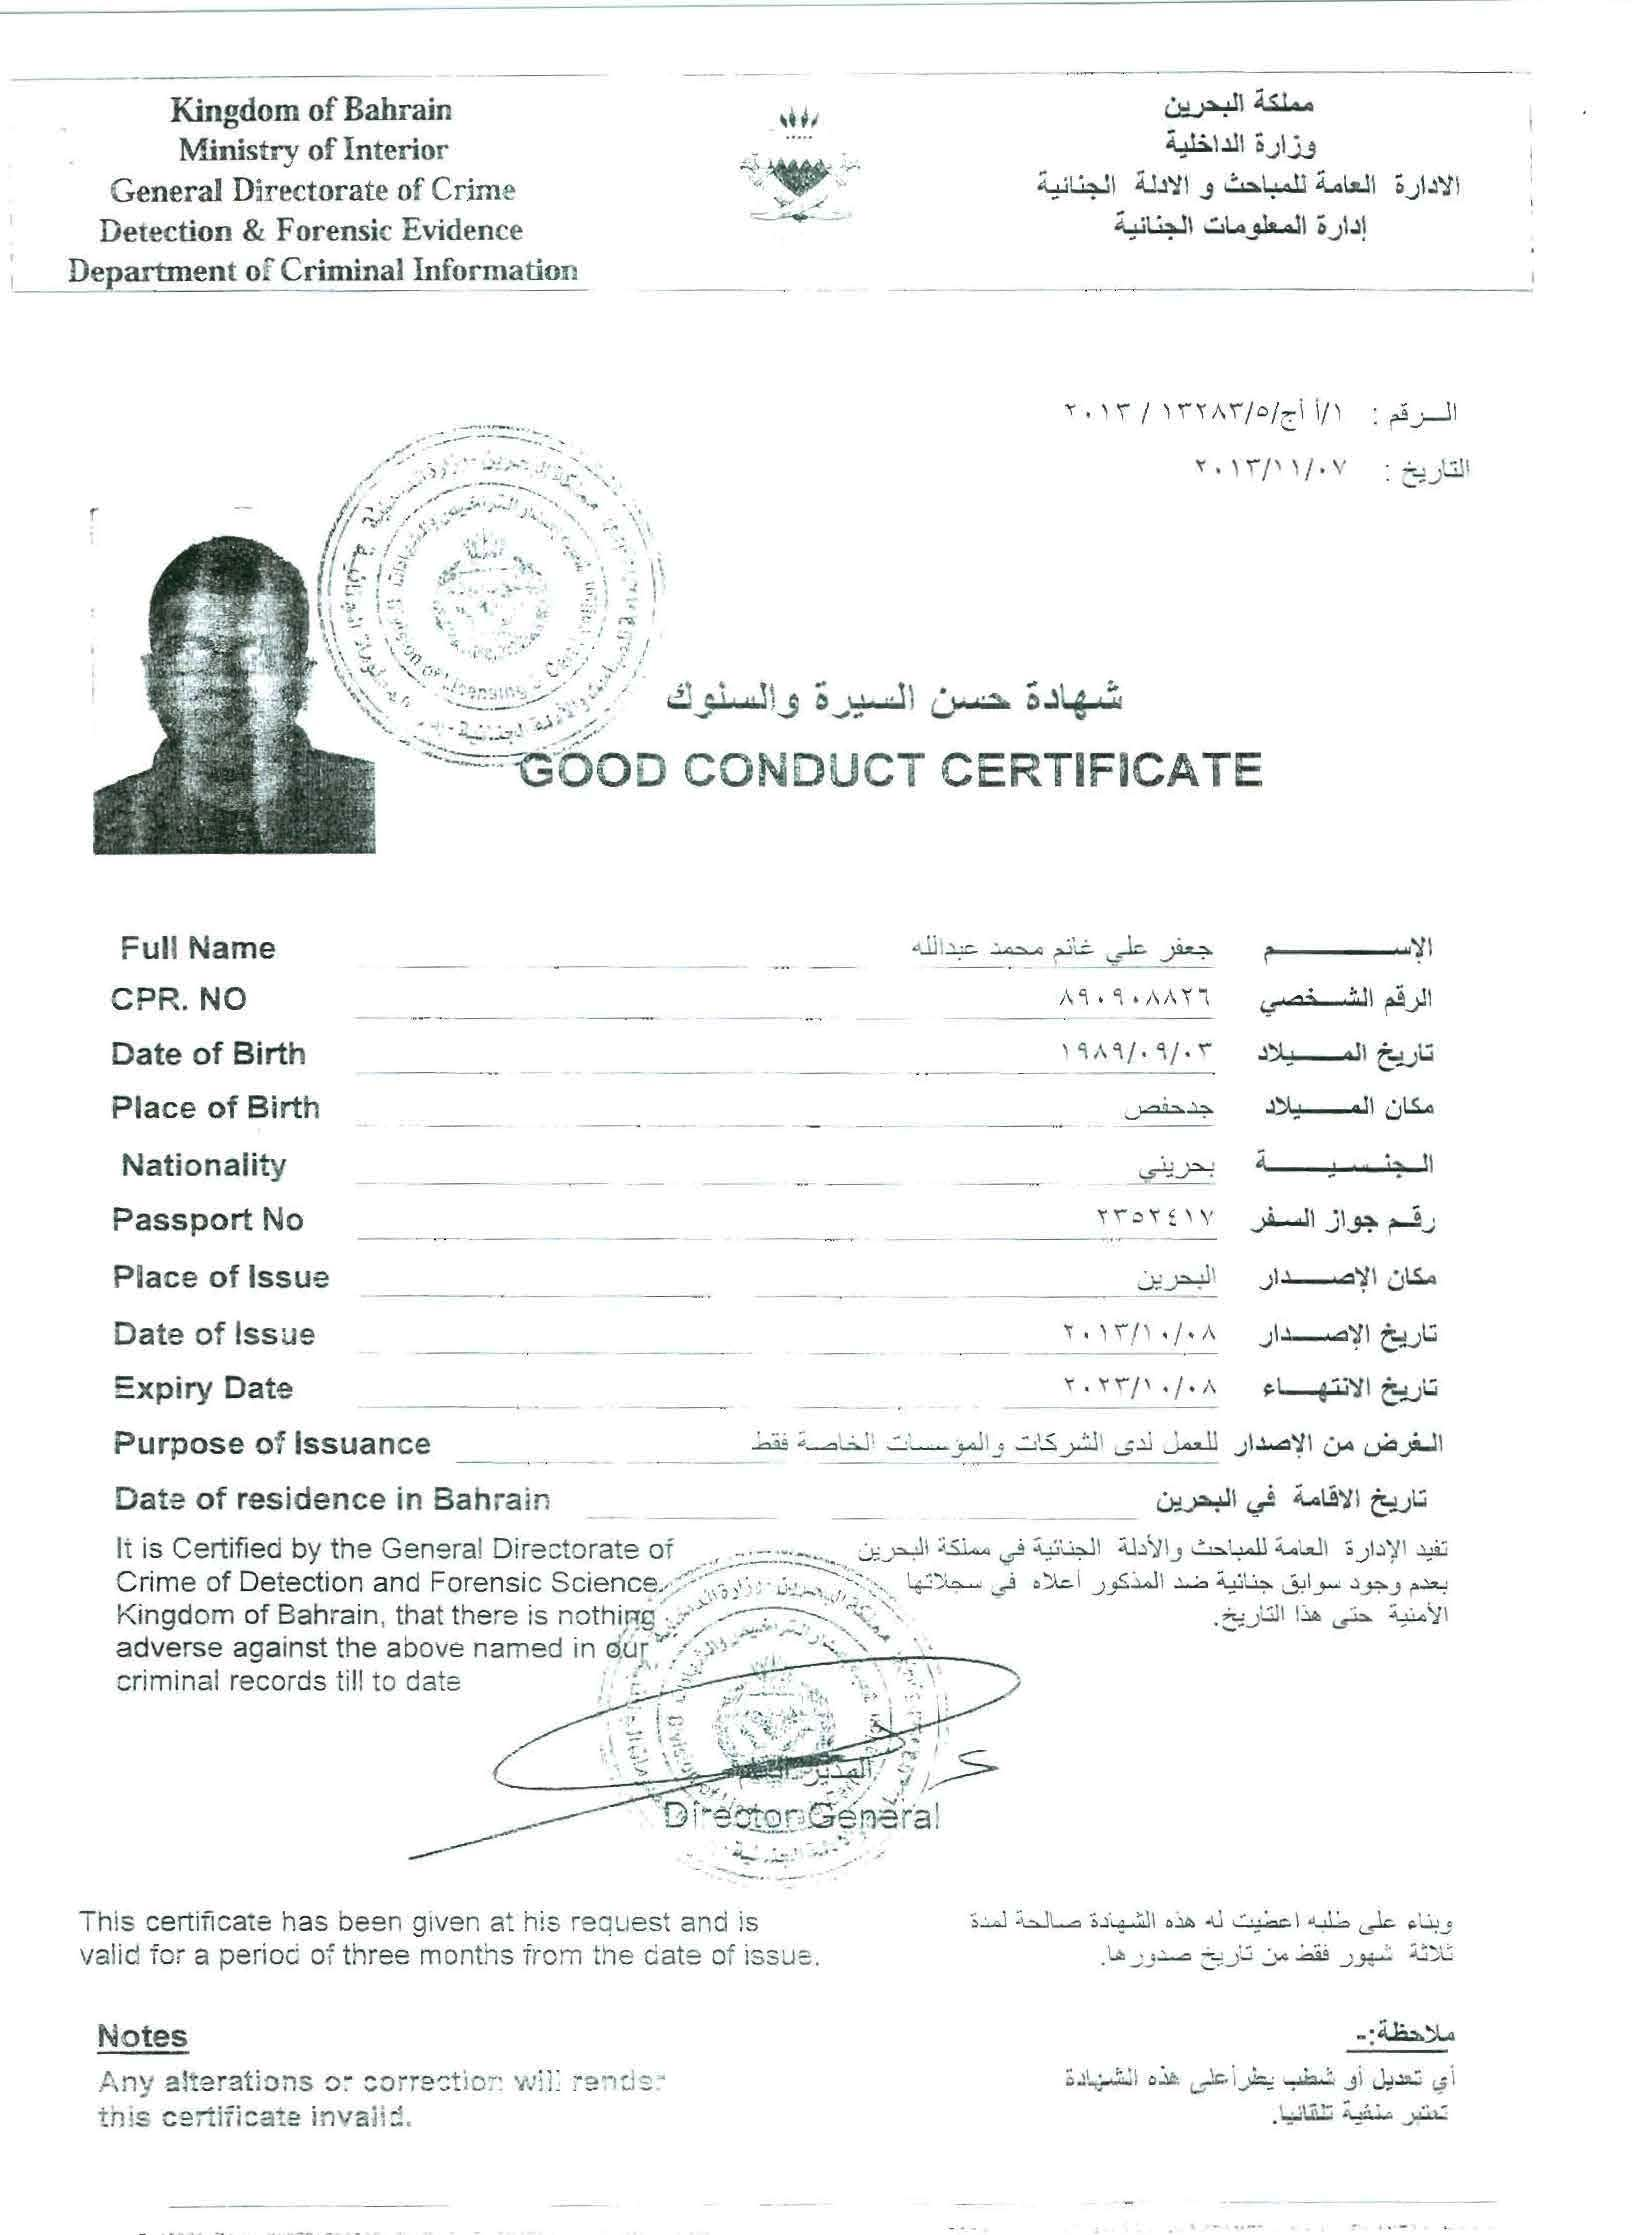 Kingdom of Bahrain
Ministry of Interior
General Directorate of Crime
Detection & Forensic Evidence
Department of Criminal Information
مملكة البحرين
وزارة الداخلية
الادارة العامة للمباحث و الادلة الجنائية
إدارة المعلومات الجنائية
الرقم : ١/أ أج/١٣٢٨٣/٥ / ٢٠١٣
التاريخ : ٢٠١٣/١١/٠٧
شهادة حسن السيرة والسلوك
GOOD CONDUCT CERTIFICATE
Full Name جعفر علي غانم محمد عبدالله الإسم
CPR. NO ٨٩٠٩٠٨٨٢٦ الرقم الشخصي
Date of Birth ١٩٨٩/٠٩/٠٣ تاريخ الميلاد
Place of Birth جدحفص مكان الميلاد
Nationality بحريني الجنسية
Passport No ٢٣٥٢٤١٧ رقم جواز السفر
Place of Issue البحرين مكان الإصدار
Date of Issue ٢٠١٣/١٠/٠٨ تاريخ الإصدار
Expiry Date ٢٠٢٣/١٠/٠٨ تاريخ الانتهاء
Purpose of Issuance للعمل لدى الشركات والمؤسسات الخاصة فقط الغرض من الإصدار
Date of residence in Bahrain تاريخ الاقامة في البحرين
It is Certified by the General Directorate of
Crime of Detection and Forensic Science,
Kingdom of Bahrain, that there is nothing
adverse against the above named in our
criminal records till to date
تفيد الإدارة العامة للمباحث والأدلة الجنائية في مملكة البحرين
بعدم وجود سوابق جنائية ضد المذكور أعلاه في سجلاتها
الأمنية حتى هذا التاريخ.
المدير العام
Director General
This certificate has been given at his request and is
valid for a period of three months from the date of issue.
وبناء على طلبه اعطيت له هذه الشهادة صالحة لمدة
ثلاثة شهور فقط من تاريخ صدورها.
Notes
Any alterations or correction will render
this certificate invalid.
ملاحظة:-
أي تعديل أو شطب يطرأ على هذه الشهادة
تعتبر ملغية تلقائيا.